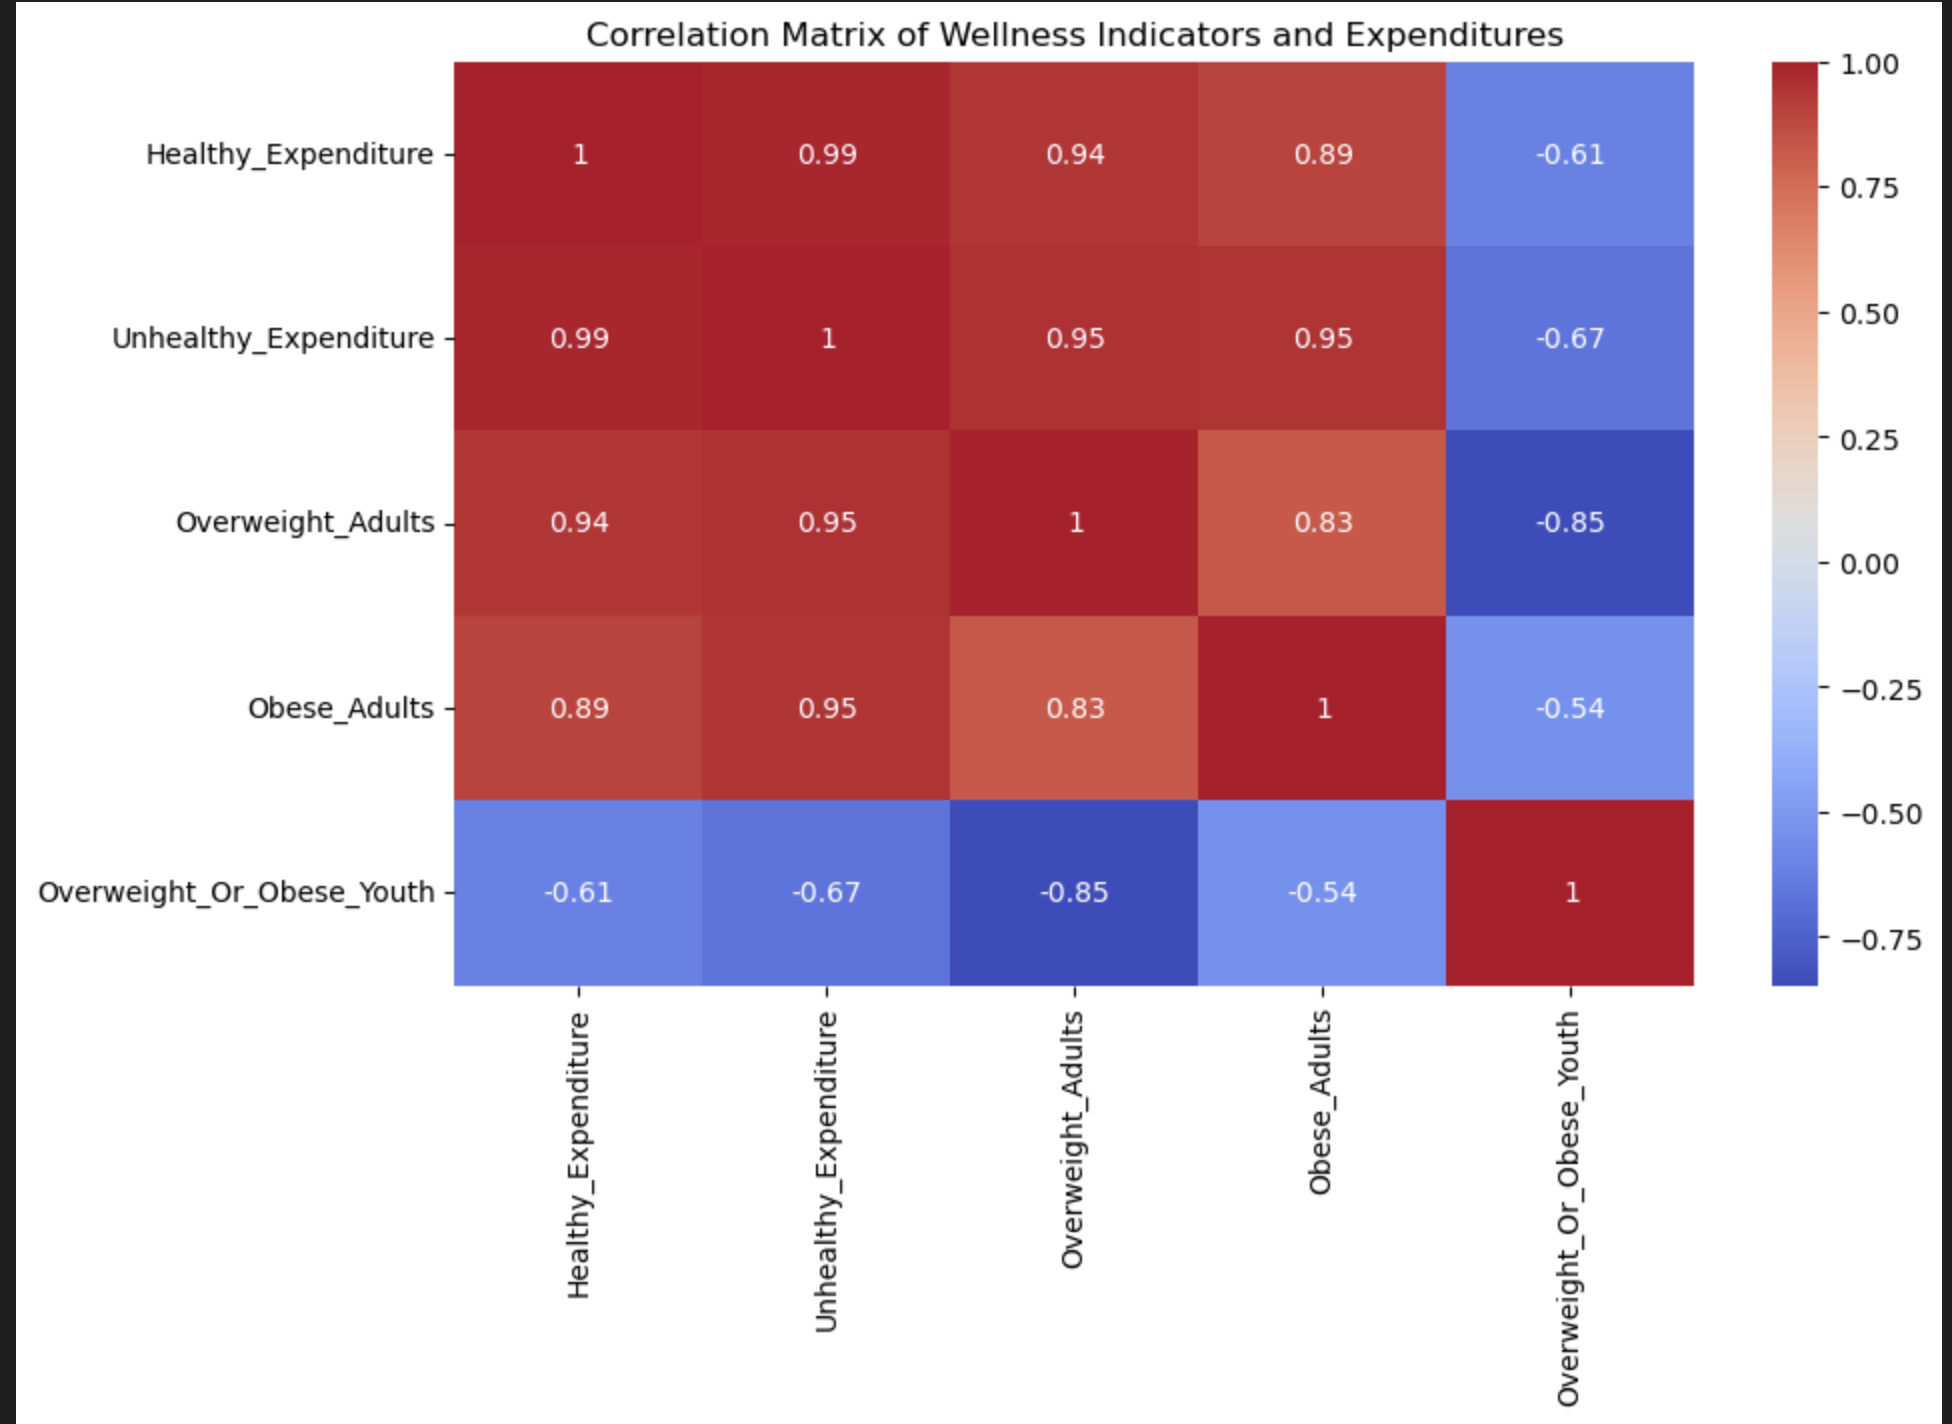 Correlation Matrix of Wellness Indicators and Expenditures
Healthy_Expenditure 1 0.99 0.94 0.89 -0.61
Unhealthy_Expenditure 0.99 1 0.95 0.95 -0.67
Overweight_Adults 0.94 0.95 1 0.83 -0.85
Obese_Adults 0.89 0.95 0.83 1 -0.54
Overweight_Or_Obese_Youth -0.61 -0.67 -0.85 -0.54 1
Healthy_Expenditure
Unhealthy_Expenditure
Overweight_Adults
Obese_Adults
Overweight_Or_Obese_Youth
1.00
0.75
0.50
0.25
0.00
−0.25
−0.50
−0.75